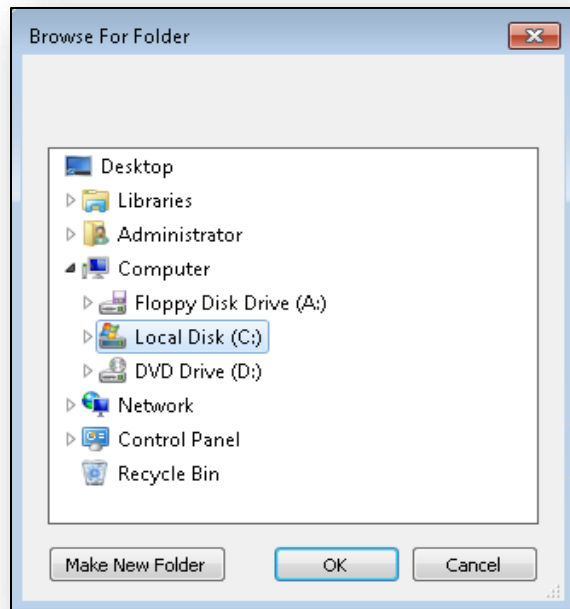 Browse For Folder
Desktop
Libraries
Administrator
Computer
Floppy Disk Drive (A:)
Local Disk (C:)
DVD Drive (D:)
Network
Control Panel
Recycle Bin
Make New Folder OK Cancel